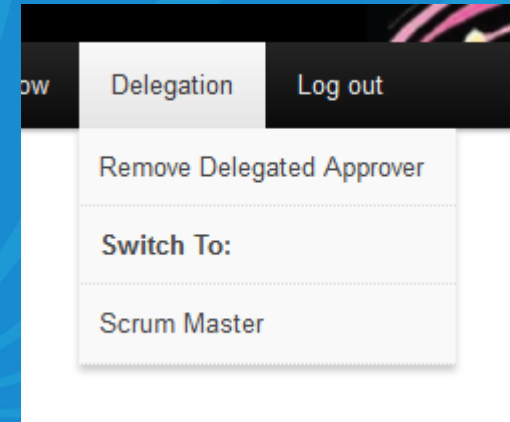 ow Delegation Log out
Remove Delegated Approver
Switch To:
Scrum Master